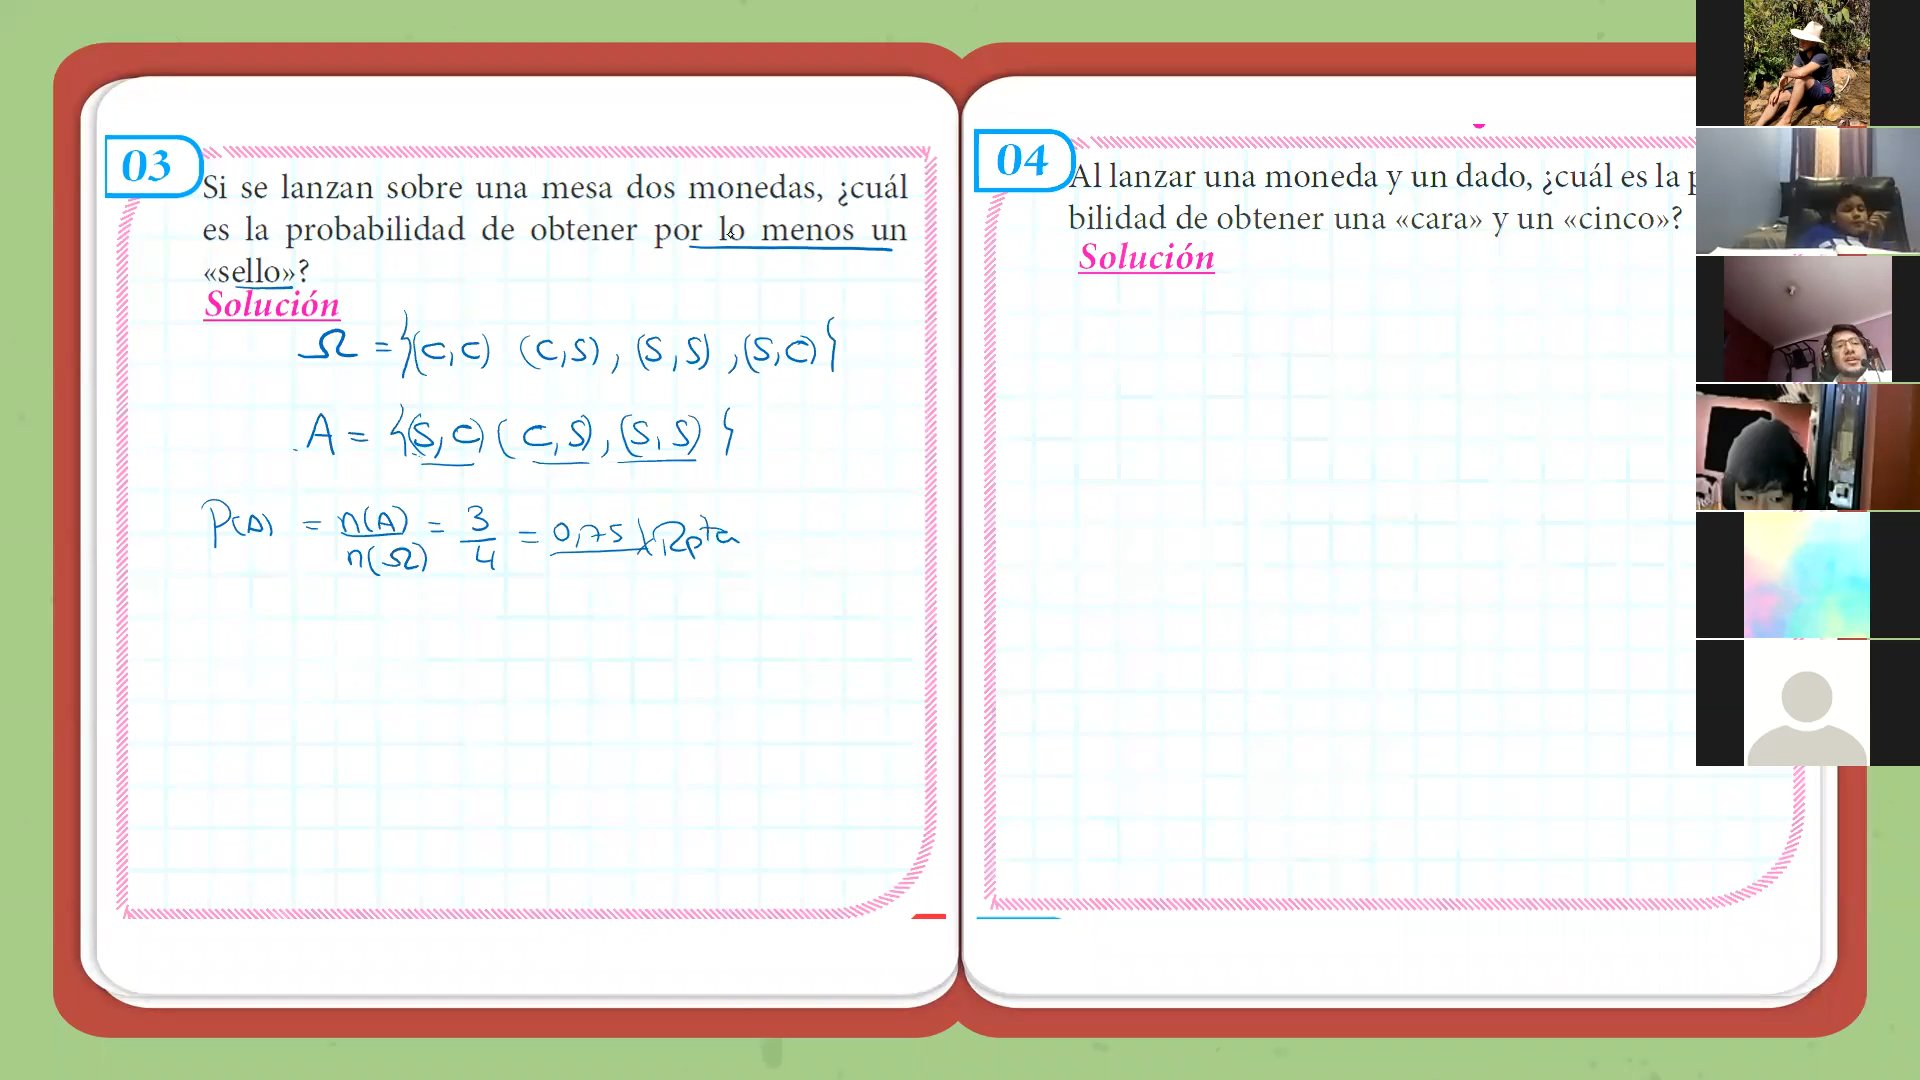 03
Si se lanzan sobre una mesa dos monedas, ¿cuál
es la probabilidad de obtener por lo menos un
«sello»?
Solución
Ω = {(C,C) (C,S), (S,S), (S,C)}
A = {(S,C) (C,S), (S,S)}
P(A) = n(A)/n(Ω) = 3/4 = 0,75 Rpta
04
Al lanzar una moneda y un dado, ¿cuál es la p
bilidad de obtener una «cara» y un «cinco»?
Solución